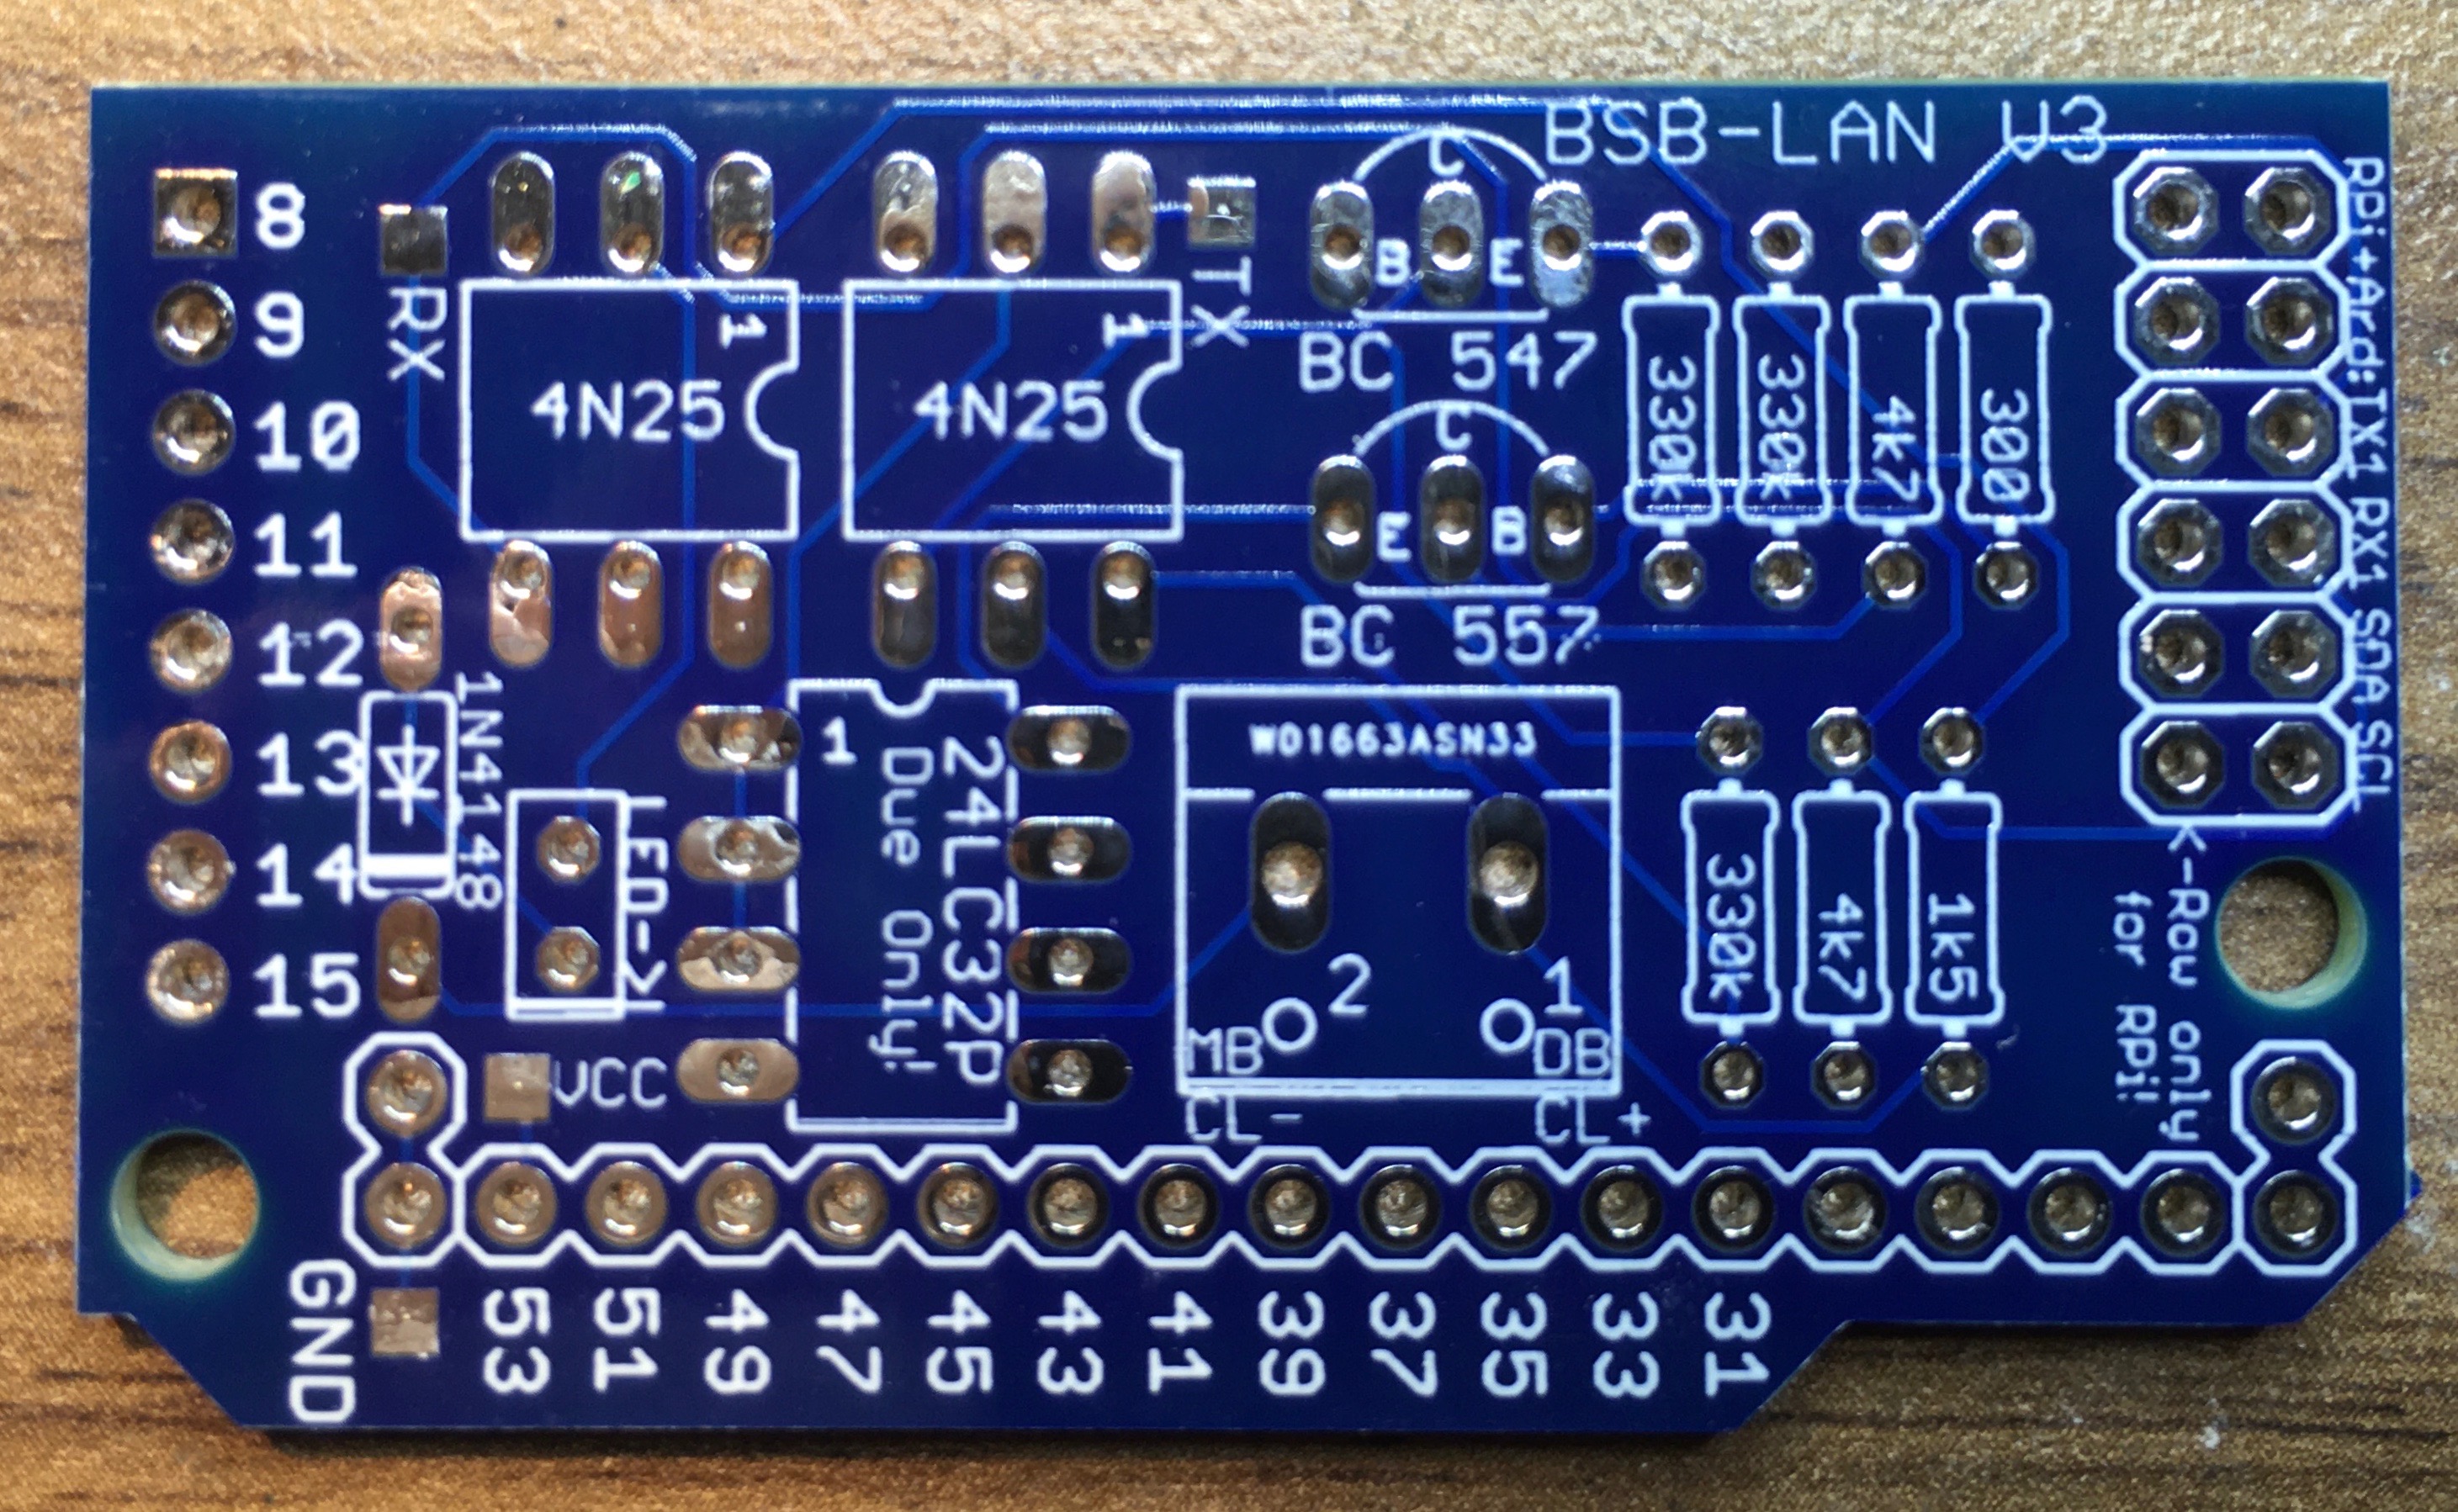 BSB-LAN V3
8
9
10
11
12
13
14
15
RX
1
4N25
1
4N25
TX
C
B E
BC 547
C
E B
BC 557
330k
330k
4k7
300
RPi+Ard:TX1 RX1 SDA SCL
1N4148
LED->
1
24LC32P
Due Only!
W01663ASN33
2
1
MB
DB
CL-
CL+
330k
4k7
1k5
<-Row only
for RPi!
VCC
GND
53
51
49
47
45
43
41
39
37
35
33
31